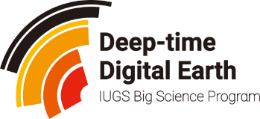 Deep-time
Digital Earth
IUGS Big Science Program